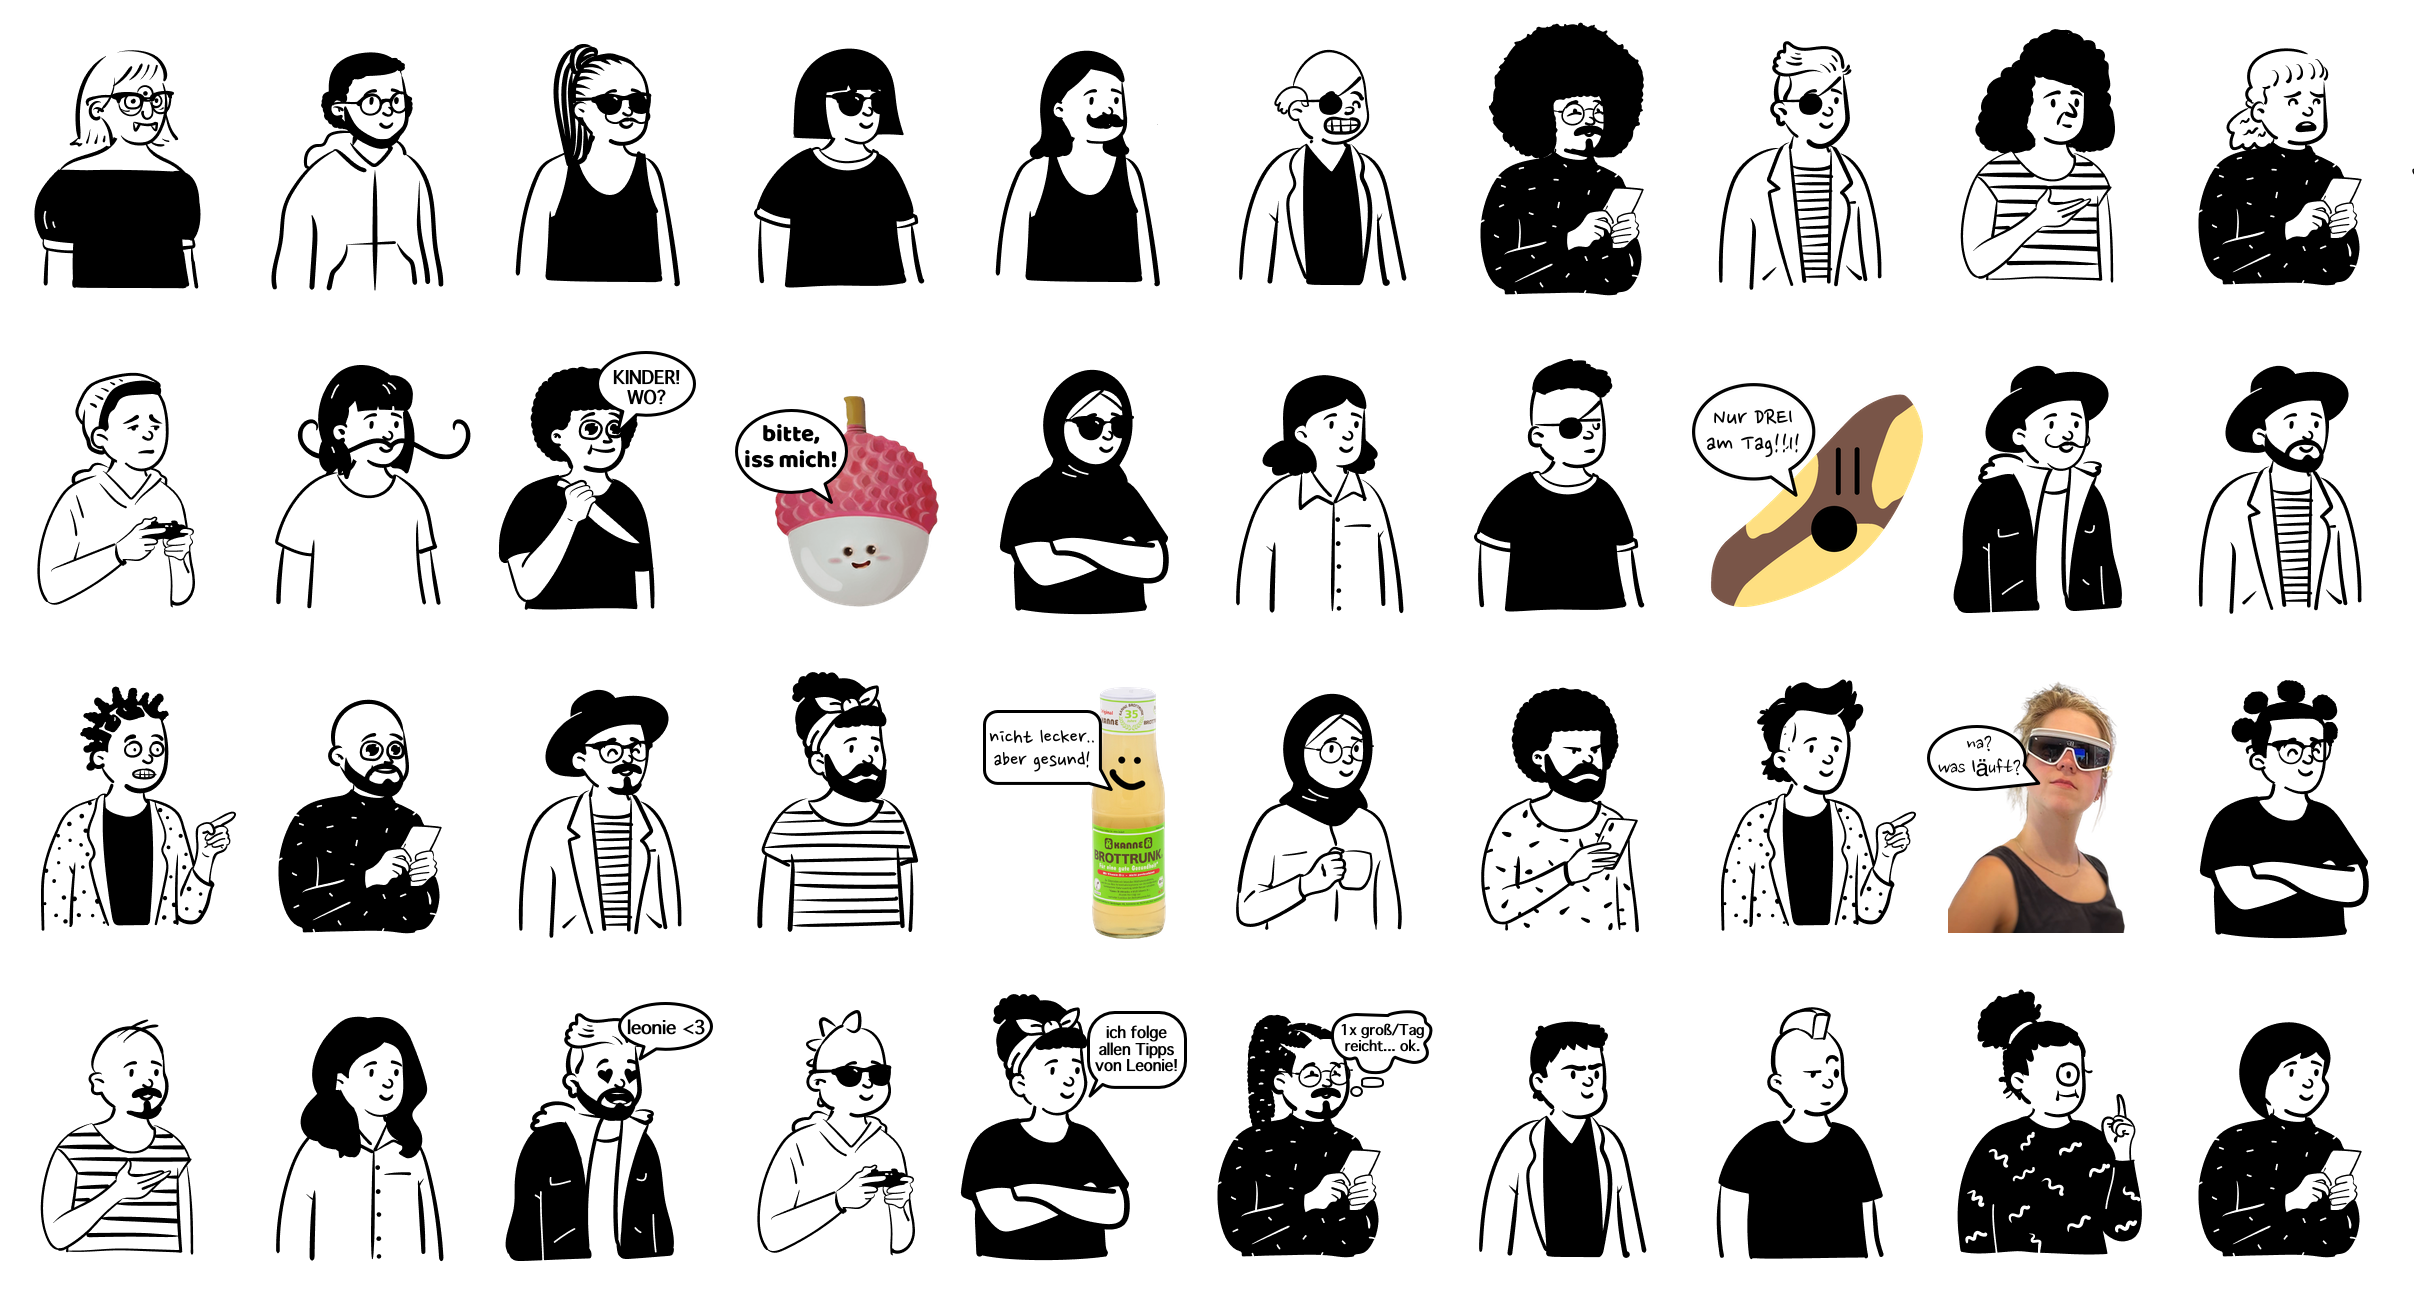 KINDER!
WO?
bitte,
iss mich!
Nur DREI
am Tag!!!!
nicht lecker..
aber gesund!
35
KANNE
BROTTRUNK
na?
was läuft?
leonie <3
ich folge
allen Tipps
von Leonie!
1x groß/Tag
reicht... ok.